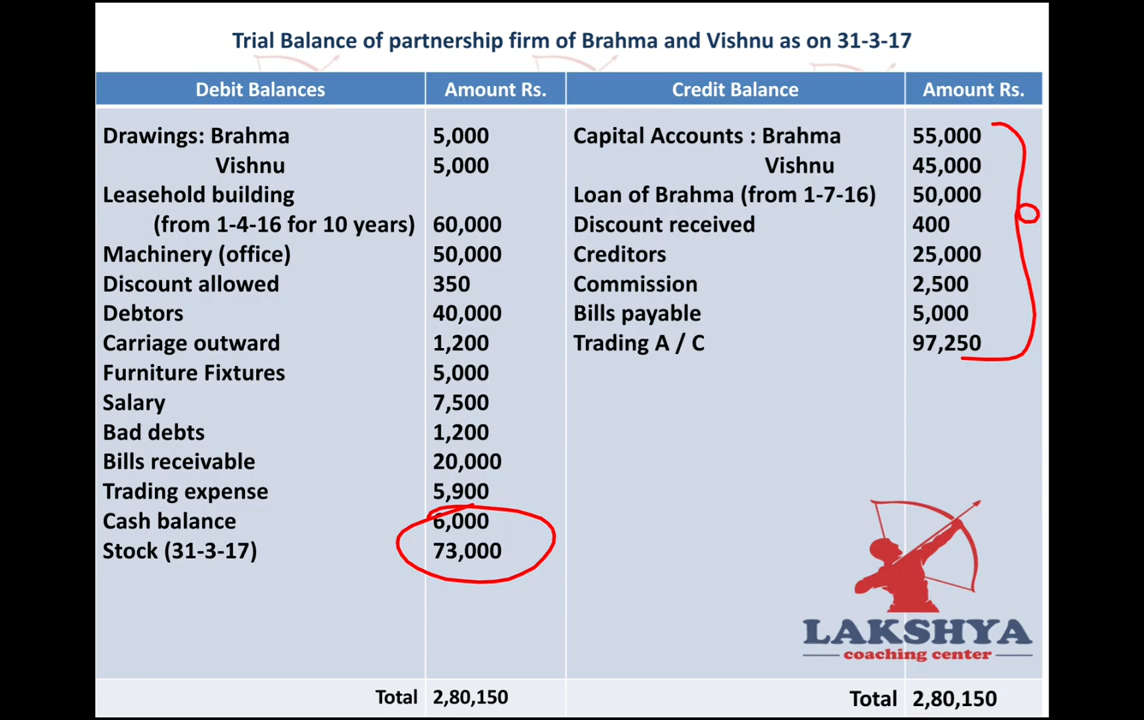 Trial Balance of partnership firm of Brahma and Vishnu as on 31-3-17
Debit Balances Amount Rs. Credit Balance Amount Rs.
Drawings: Brahma 5,000 Capital Accounts : Brahma 55,000
Vishnu 5,000 Vishnu 45,000
Leasehold building Loan of Brahma (from 1-7-16) 50,000
(from 1-4-16 for 10 years) 60,000 Discount received 400
Machinery (office) 50,000 Creditors 25,000
Discount allowed 350 Commission 2,500
Debtors 40,000 Bills payable 5,000
Carriage outward 1,200 Trading A / C 97,250
Furniture Fixtures 5,000
Salary 7,500
Bad debts 1,200
Bills receivable 20,000
Trading expense 5,900
Cash balance 6,000
Stock (31-3-17) 73,000
LAKSHYA
coaching center
Total 2,80,150 Total 2,80,150